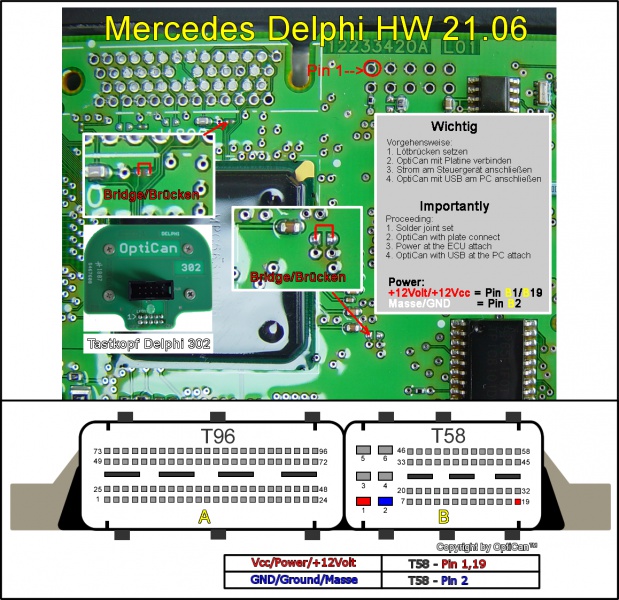 Mercedes Delphi HW 21.06
12233420A L01
Pin 1-->
Wichtig
Vorgehensweise:
1. Lötbrücken setzen
2. OptiCan mit Platine verbinden
3. Strom am Steuergerät anschließen
4. OptiCan mit USB am PC anschließen
Importantly
Proceeding:
1. Solder joint set
2. OptiCan with plate connect
3. Power at the ECU attach
4. OptiCan with USB at the PC attach
Power:
+12Volt/+12Vcc = Pin B1/B19
Masse/GND = Pin B2
Bridge/Brücken
Bridge/Brücken
DELPHI
OptiCan
302
Tastkopf Delphi 302
T96
73 96
49 72
25 48
1 24
A
T58
5 6 46 58
33 45
3 4
20 32
1 2 7 19
B
Copyright by OptiCan™
Vcc/Power/+12Volt T58 - Pin 1,19
GND/Ground/Masse T58 - Pin 2